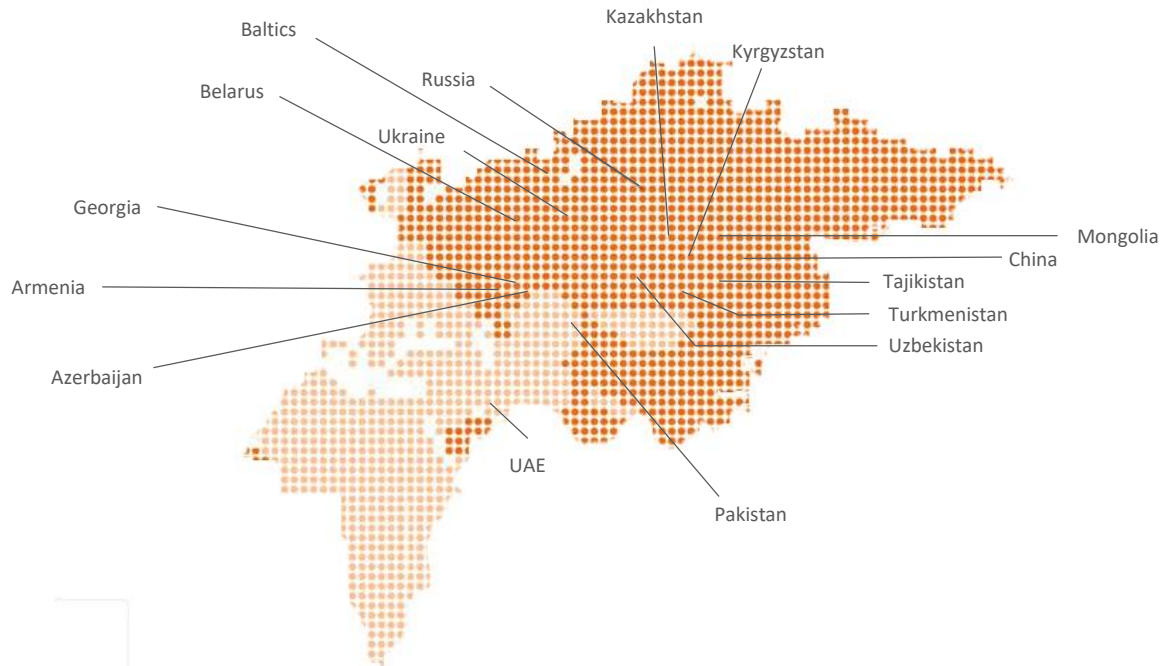 Kazakhstan
Baltics
Kyrgyzstan
Russia
Belarus
Ukraine
Georgia
Mongolia
China
Armenia
Tajikistan
Turkmenistan
Uzbekistan
Azerbaijan
UAE
Pakistan